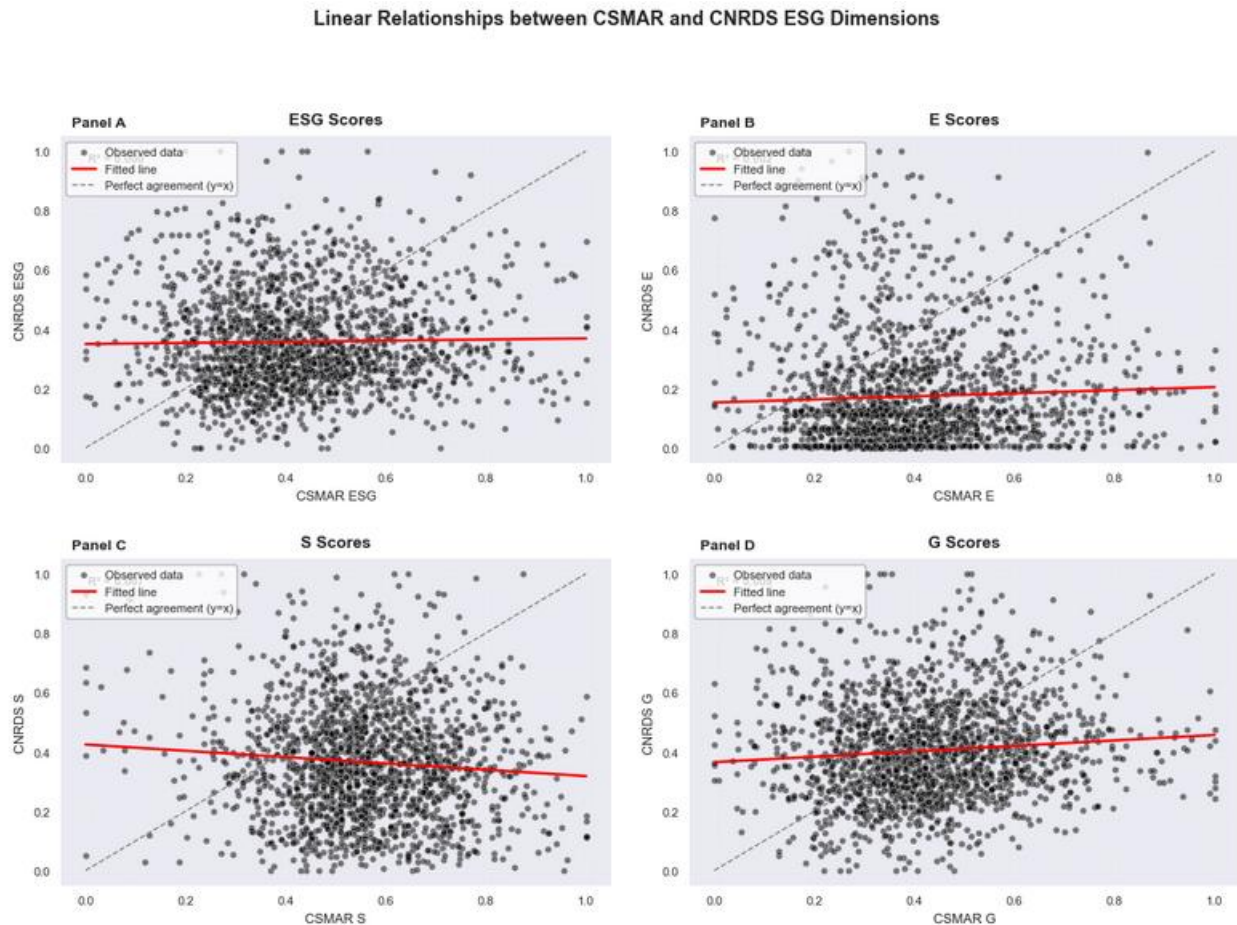 Linear Relationships between CSMAR and CNRDS ESG Dimensions
Panel A
ESG Scores
Observed data
Fitted line
Perfect agreement (y=x)
1.0
0.8
0.6
0.4
0.2
0.0
CNRDS ESG
0.0 0.2 0.4 0.6 0.8 1.0
CSMAR ESG
Panel B
E Scores
Observed data
Fitted line
Perfect agreement (y=x)
1.0
0.8
0.6
0.4
0.2
0.0
CNRDS E
0.0 0.2 0.4 0.6 0.8 1.0
CSMAR E
Panel C
S Scores
Observed data
Fitted line
Perfect agreement (y=x)
1.0
0.8
0.6
0.4
0.2
0.0
CNRDS S
0.0 0.2 0.4 0.6 0.8 1.0
CSMAR S
Panel D
G Scores
Observed data
Fitted line
Perfect agreement (y=x)
1.0
0.8
0.6
0.4
0.2
0.0
CNRDS G
0.0 0.2 0.4 0.6 0.8 1.0
CSMAR G